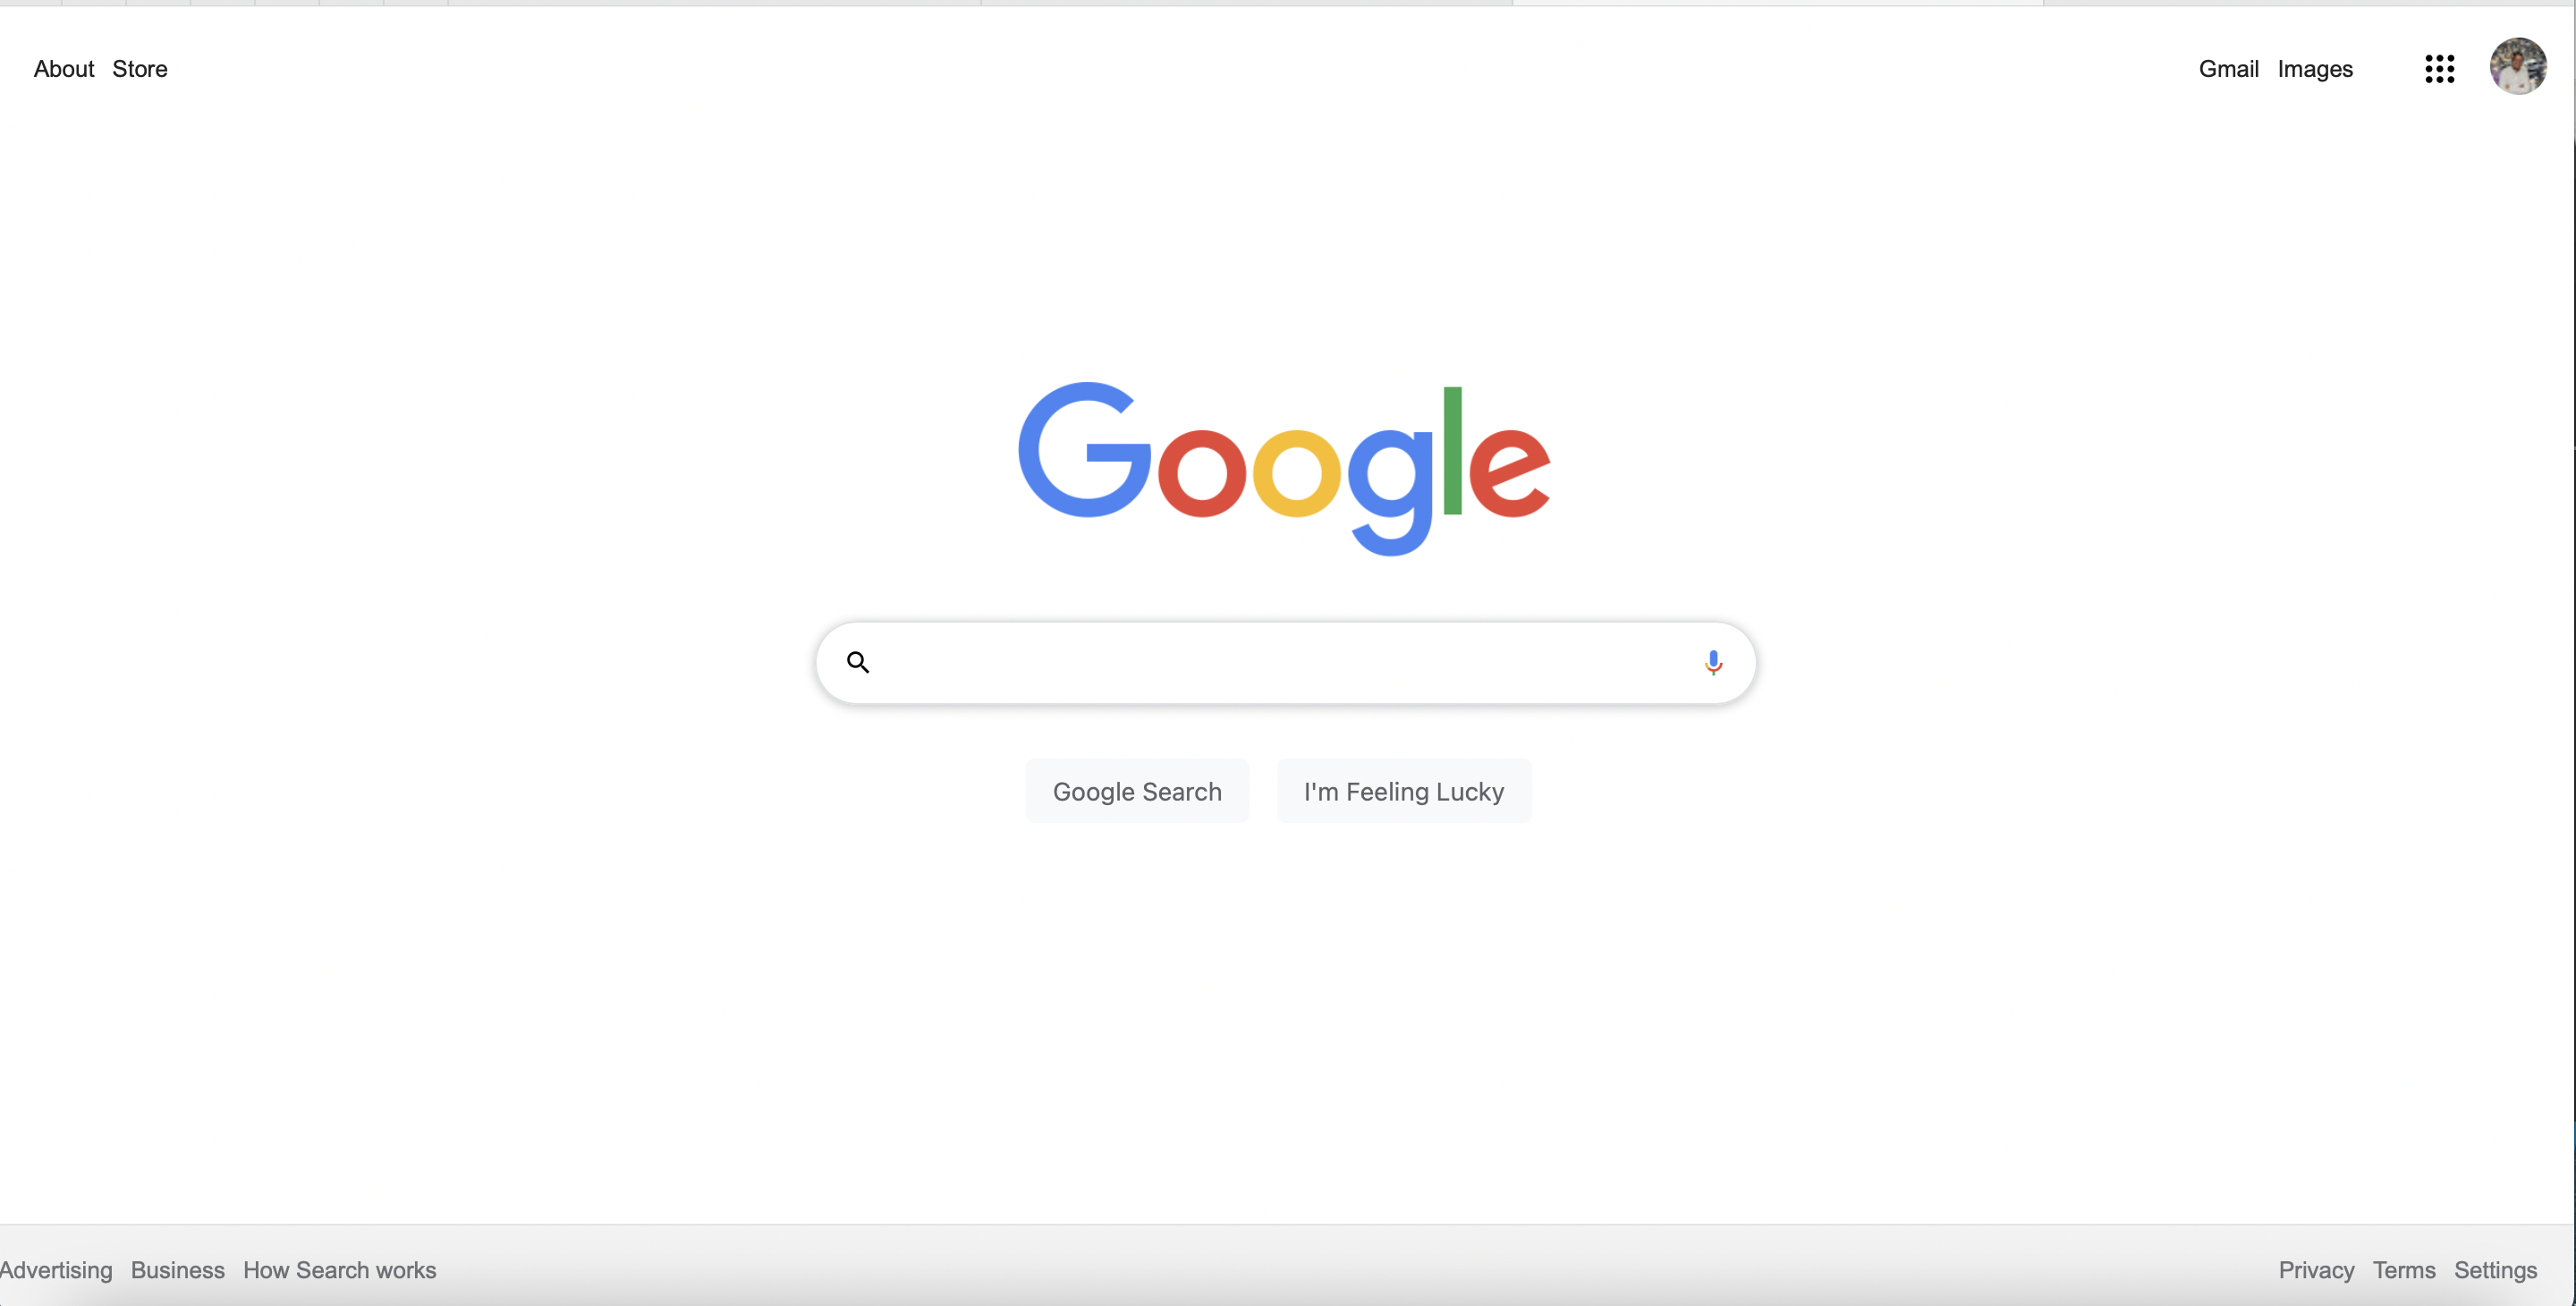 About Store
Gmail Images
Google
Google Search
I'm Feeling Lucky
Advertising Business How Search works
Privacy Terms Settings